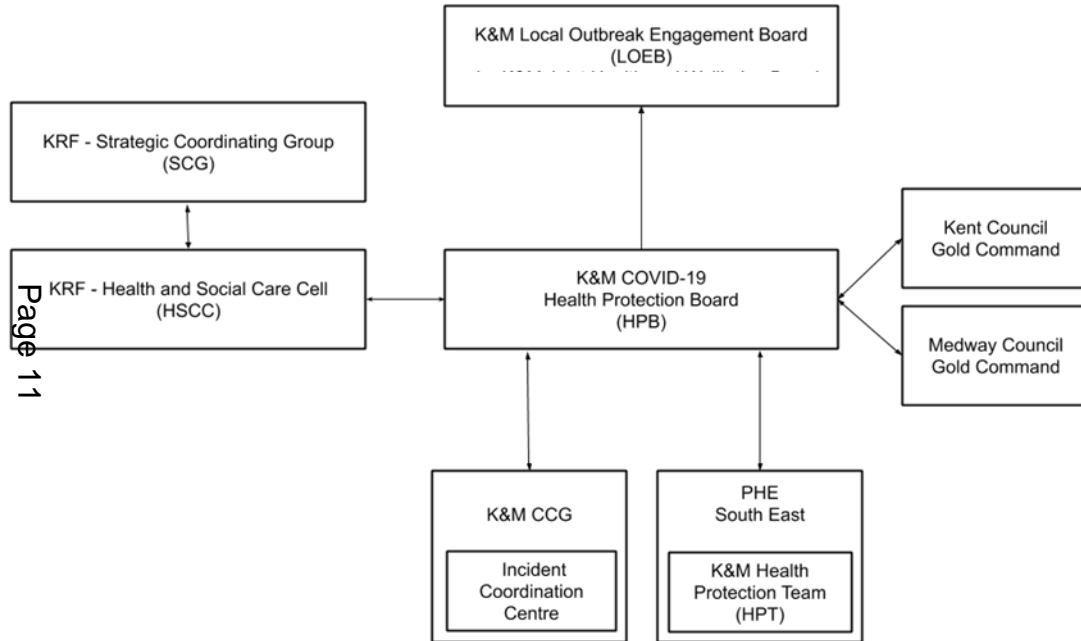 K&M Local Outbreak Engagement Board
(LOEB)
KRF - Strategic Coordinating Group
(SCG)
Kent Council
Gold Command
KRF - Health and Social Care Cell
(HSCC)
K&M COVID-19
Health Protection Board
(HPB)
Medway Council
Gold Command
Page 11
K&M CCG
Incident
Coordination
Centre
PHE
South East
K&M Health
Protection Team
(HPT)